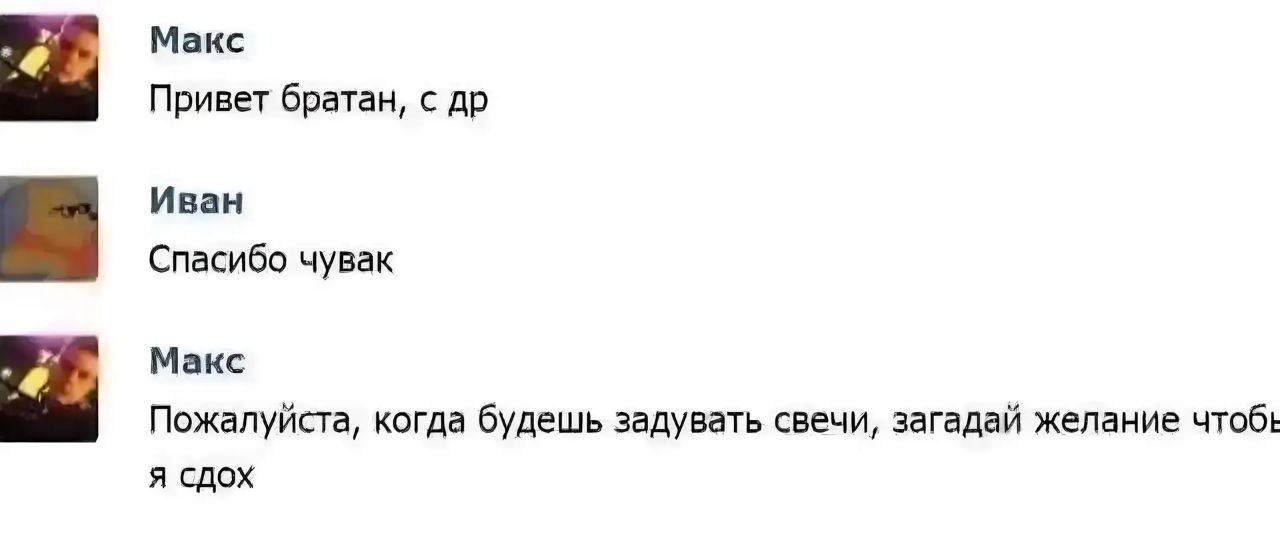 Макс
Привет братан, с др
Иван
Спасибо чувак
Макс
Пожалуйста, когда будешь задувать свечи, загадай желание чтобы
я сдох